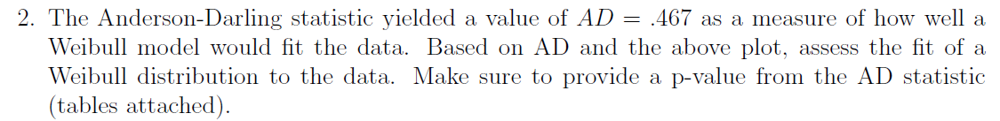 2. The Anderson-Darling statistic yielded a value of AD = .467 as a measure of how well a
Weibull model would fit the data. Based on AD and the above plot, assess the fit of a
Weibull distribution to the data. Make sure to provide a p-value from the AD statistic
(tables attached).